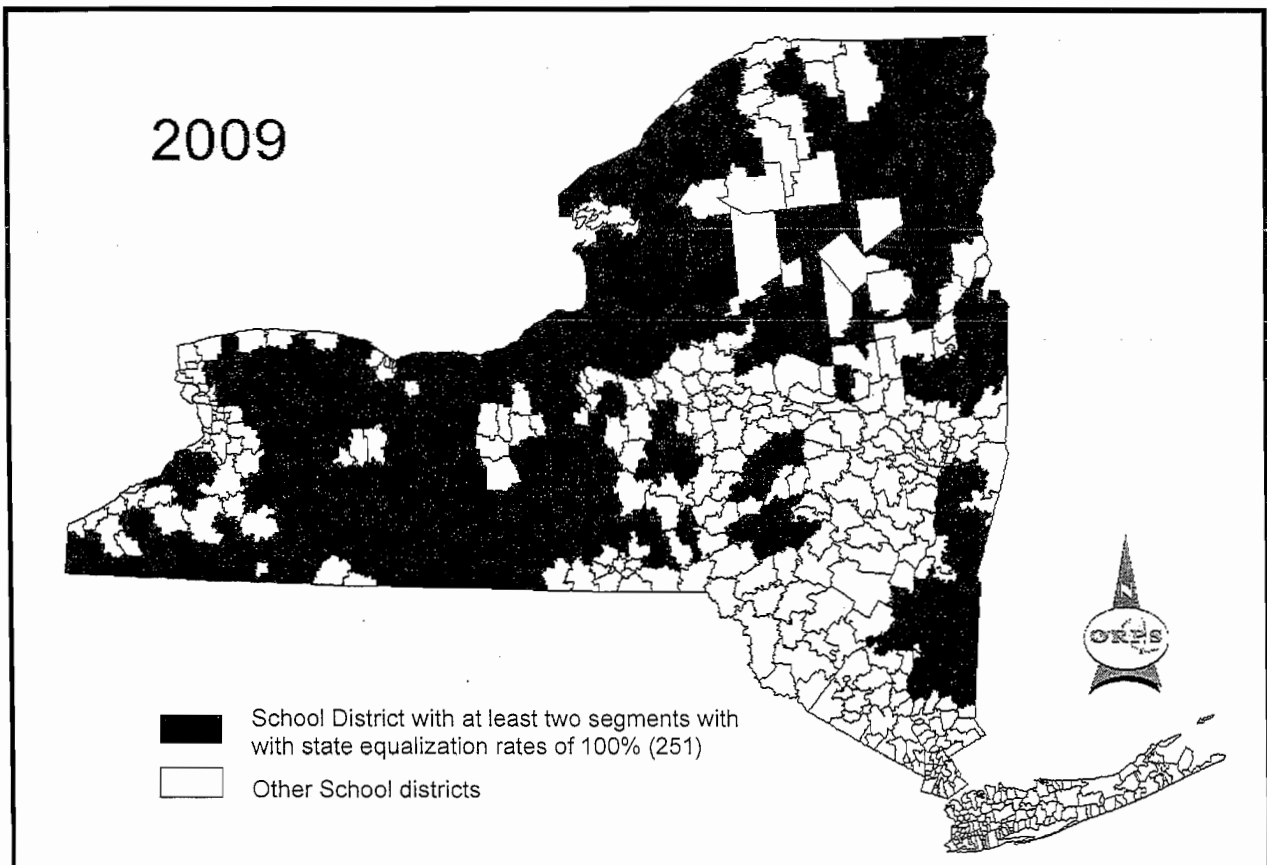 2009
N
ORPS
School District with at least two segments with
with state equalization rates of 100% (251)
Other School districts